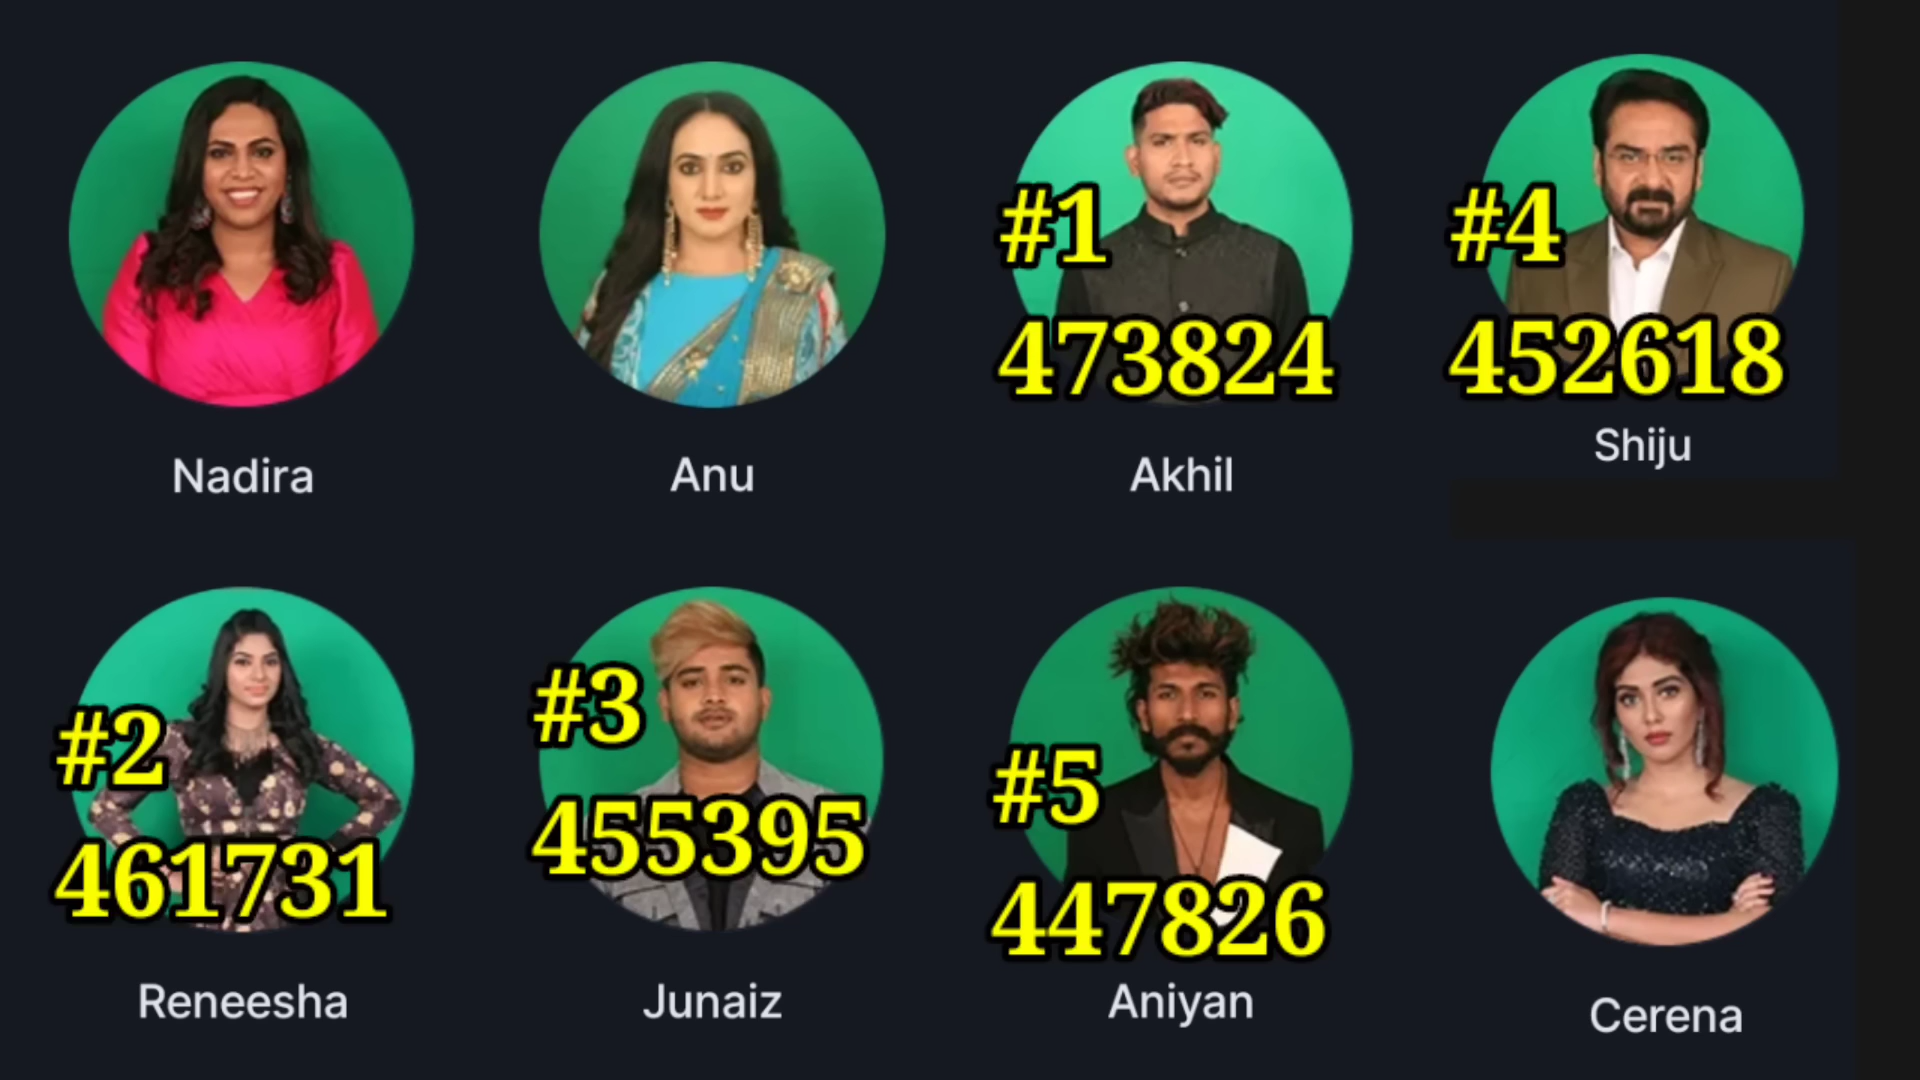 #1
473824
#4
452618
Nadira
Anu
Akhil
Shiju
#2
461731
#3
455395
#5
447826
Reneesha
Junaiz
Aniyan
Cerena